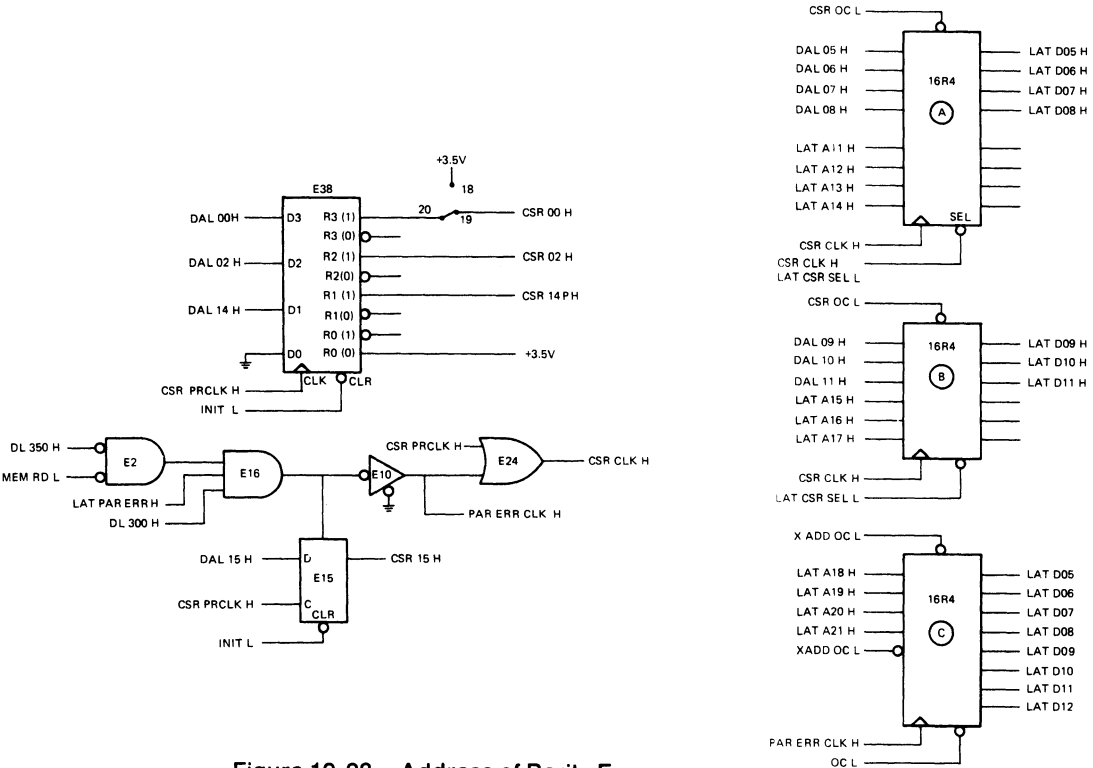 CSR OC L
DAL 05 H
DAL 06 H
DAL 07 H
DAL 08 H
LAT A11 H
LAT A12 H
LAT A13 H
LAT A14 H
16R4
A
LAT D05 H
LAT D06 H
LAT D07 H
LAT D08 H
SEL
CSR CLK H
CSR CLK H
LAT CSR SEL L
+3.5V
18
20
19
E38
DAL 00H
DAL 02 H
DAL 14 H
D3
D2
D1
D0
R3 (1)
R3 (0)
R2 (1)
R2(0)
R1 (1)
R1(0)
R0 (1)
R0 (0)
CSR 00 H
CSR 02 H
CSR 14 PH
+3.5V
CLK
CLR
CSR PRCLK H
INIT L
CSR OC L
DAL 09 H
DAL 10 H
DAL 11 H
LAT A15 H
LAT A16 H
LAT A17 H
16R4
B
LAT D09 H
LAT D10 H
LAT D11 H
CSR CLK H
LAT CSR SEL L
DL 350 H
MEM RD L
E2
LAT PAR ERR H
DL 300 H
E16
E10
CSR PRCLK H
E24
CSR CLK H
PAR ERR CLK H
DAL 15 H
D
E15
CSR 15 H
CSR PRCLK H
C
CLR
INIT L
X ADD OC L
LAT A18 H
LAT A19 H
LAT A20 H
LAT A21 H
XADD OC L
16R4
C
LAT D05
LAT D06
LAT D07
LAT D08
LAT D09
LAT D10
LAT D11
LAT D12
PAR ERR CLK H
OC L